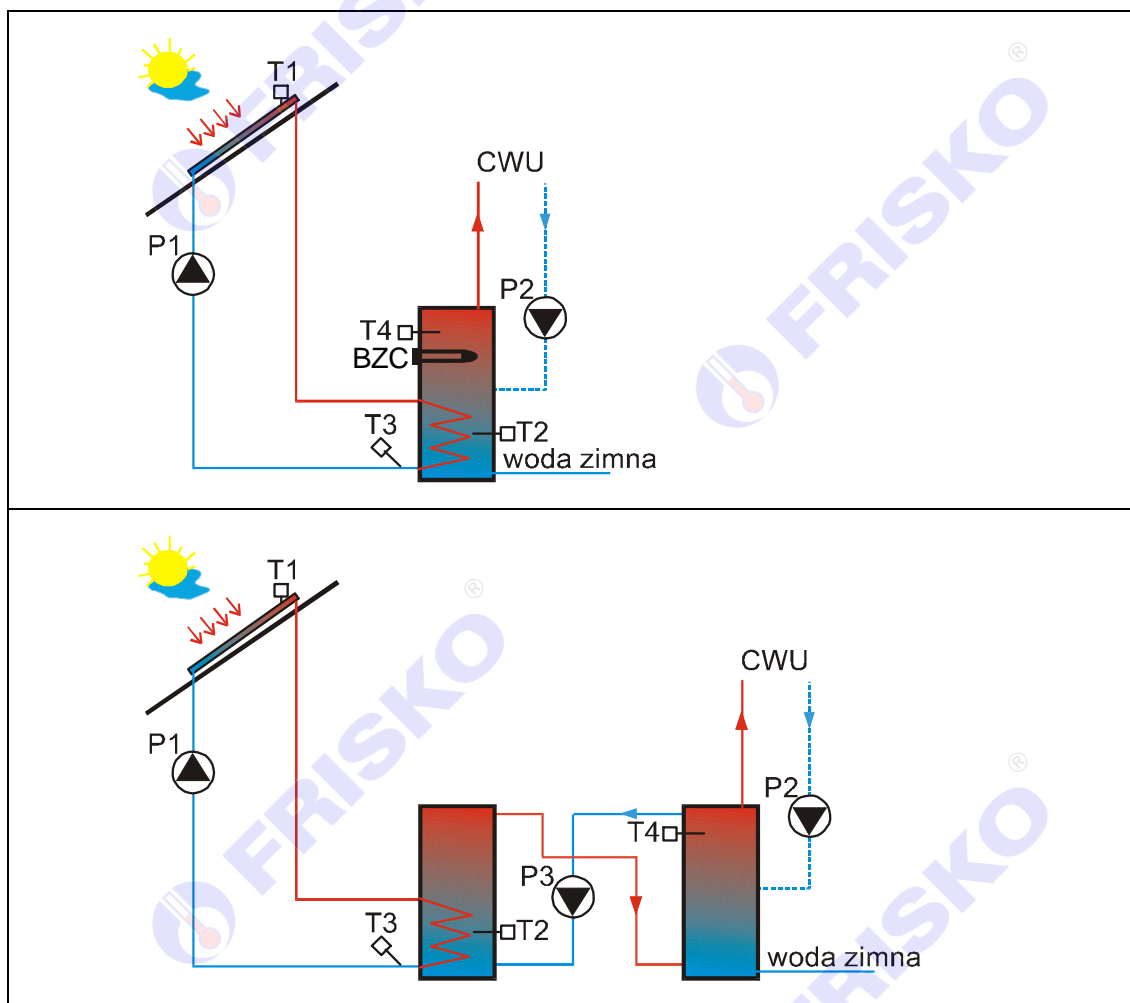 FRISKO
T1
CWU
P1
P2
T4
BZC
T3
T2
woda zimna
FRISKO
®
T1
CWU
P1
P2
T4
P3
T3
T2
woda zimna
FRISKO
®
FRISKO
®